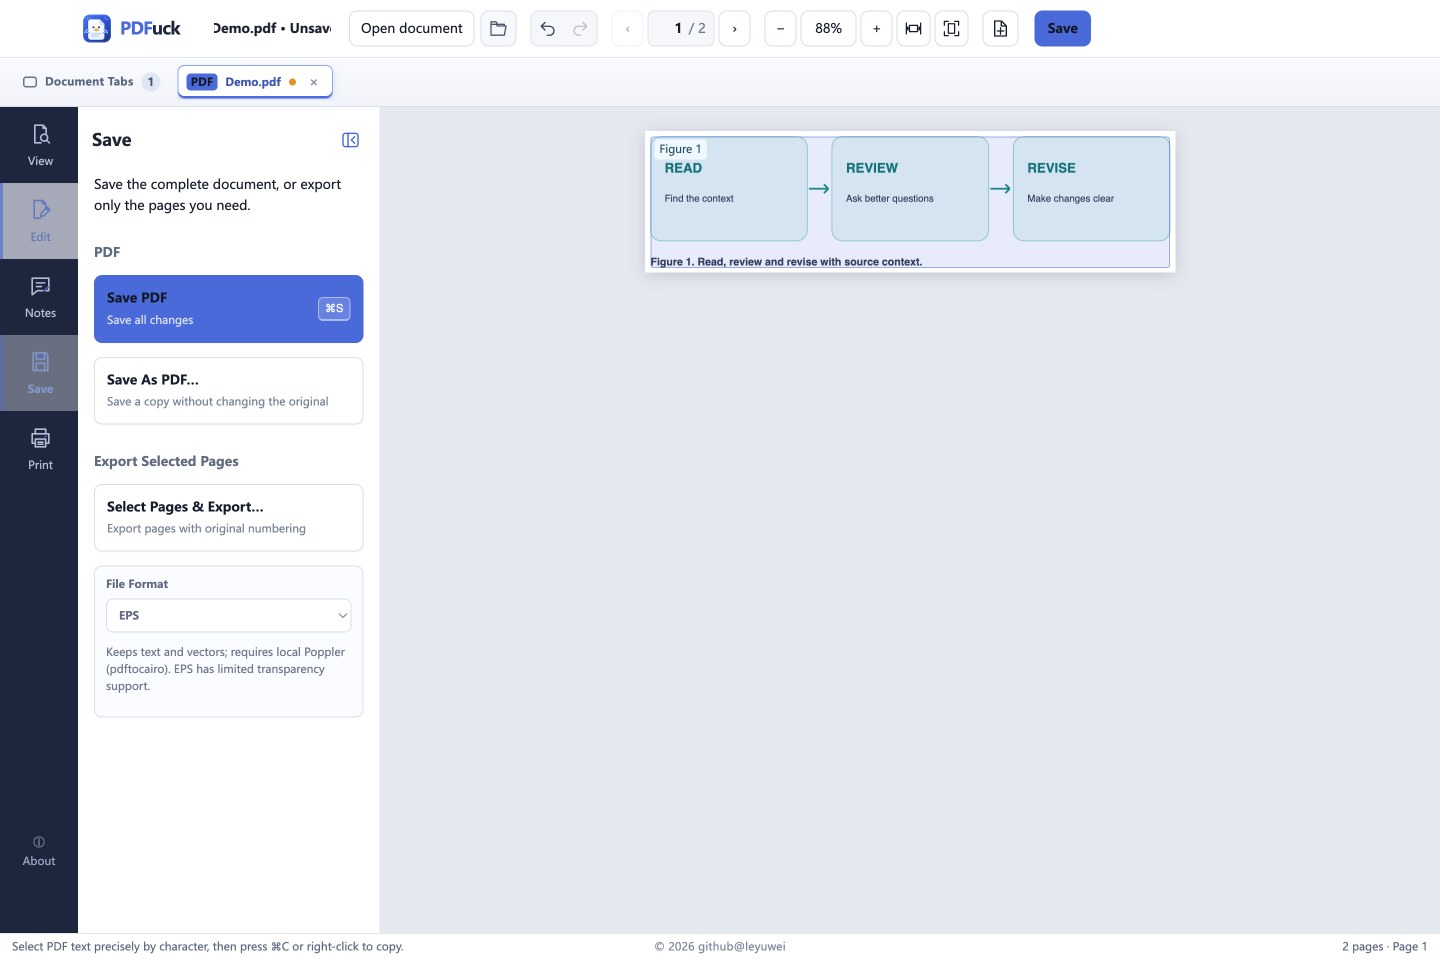 PDFuck
Demo.pdf • Unsav
Open document
1 / 2
88%
Save
Document Tabs 1
PDF Demo.pdf ×
View
Edit
Notes
Save
Print
About
Save
Save the complete document, or export
only the pages you need.
PDF
Save PDF
Save all changes
⌘S
Save As PDF...
Save a copy without changing the original
Export Selected Pages
Select Pages & Export...
Export pages with original numbering
File Format
EPS
Keeps text and vectors; requires local Poppler
(pdftocairo). EPS has limited transparency
support.
Figure 1
READ
Find the context
REVIEW
Ask better questions
REVISE
Make changes clear
Figure 1. Read, review and revise with source context.
Select PDF text precisely by character, then press ⌘C or right-click to copy.
© 2026 github@leyuwei
2 pages · Page 1